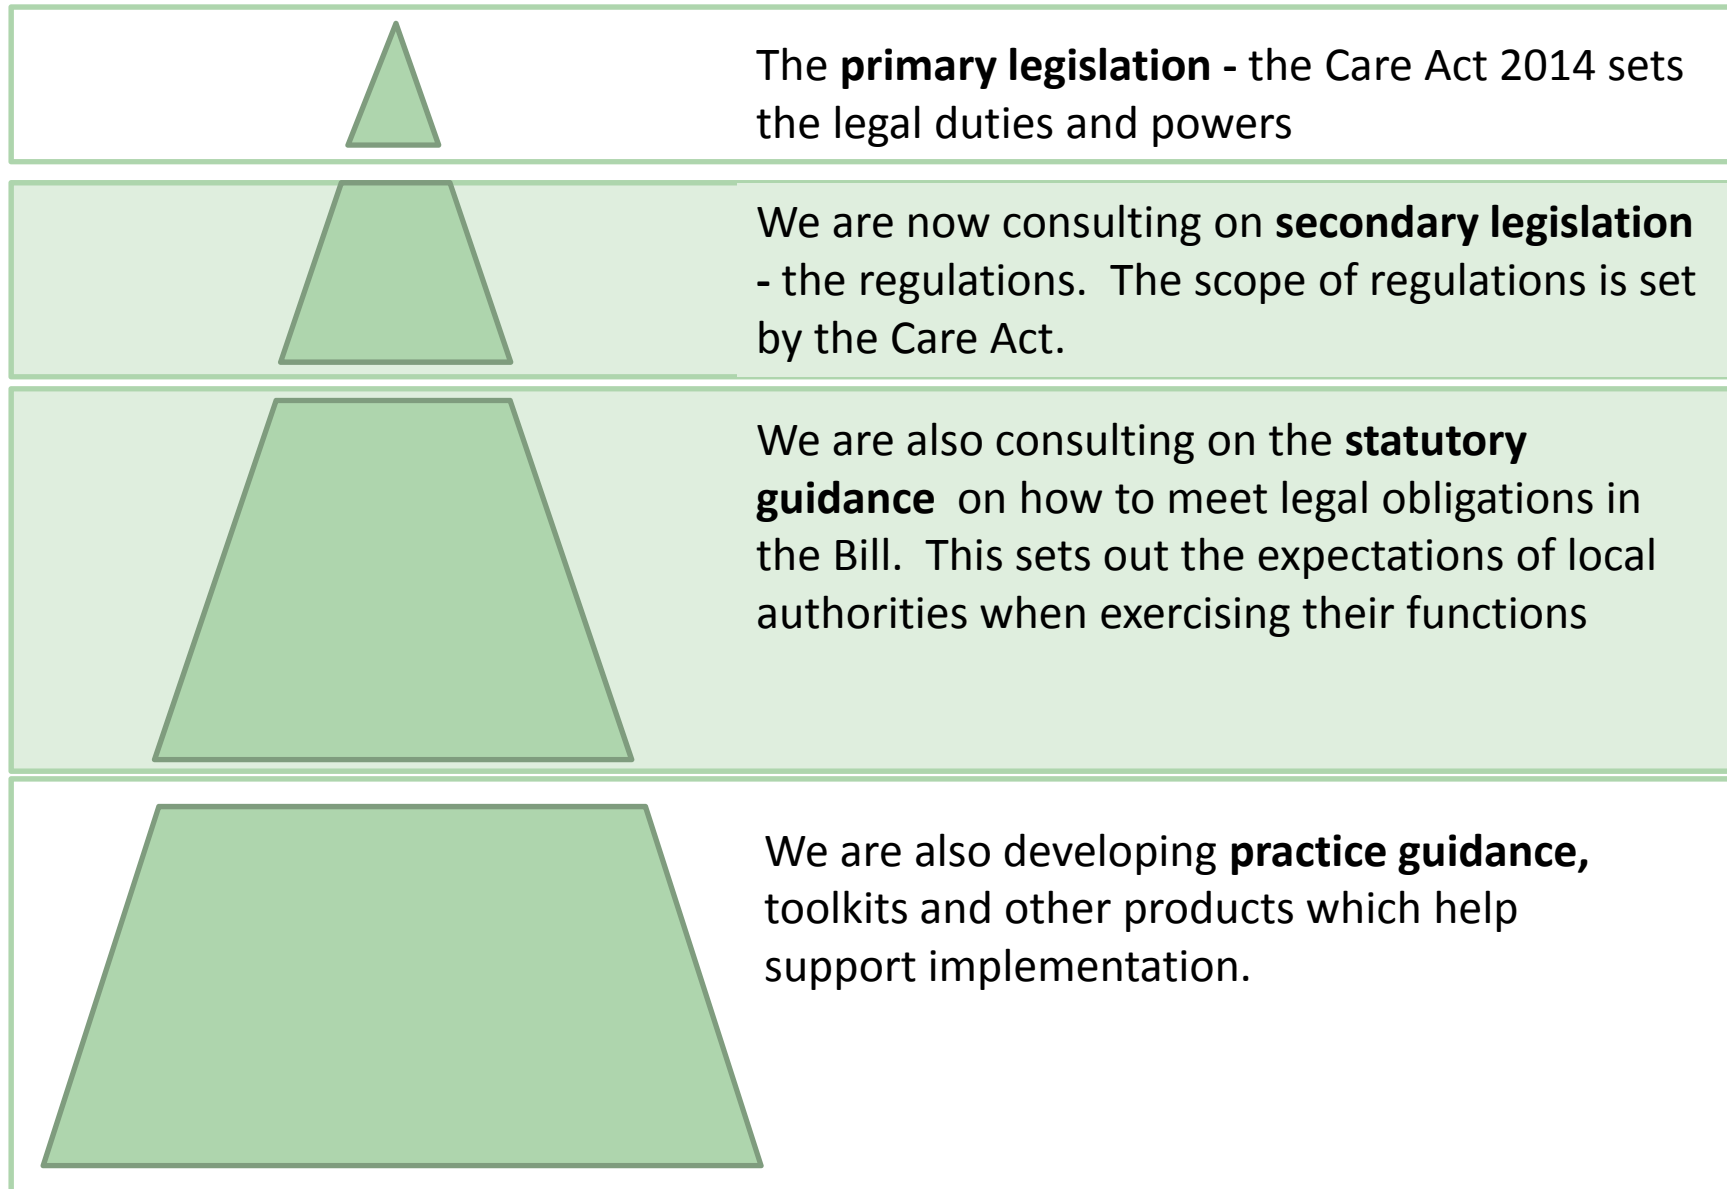 The primary legislation - the Care Act 2014 sets
the legal duties and powers
We are now consulting on secondary legislation
- the regulations.  The scope of regulations is set
by the Care Act.
We are also consulting on the statutory
guidance  on how to meet legal obligations in
the Bill.  This sets out the expectations of local
authorities when exercising their functions
We are also developing practice guidance,
toolkits and other products which help
support implementation.